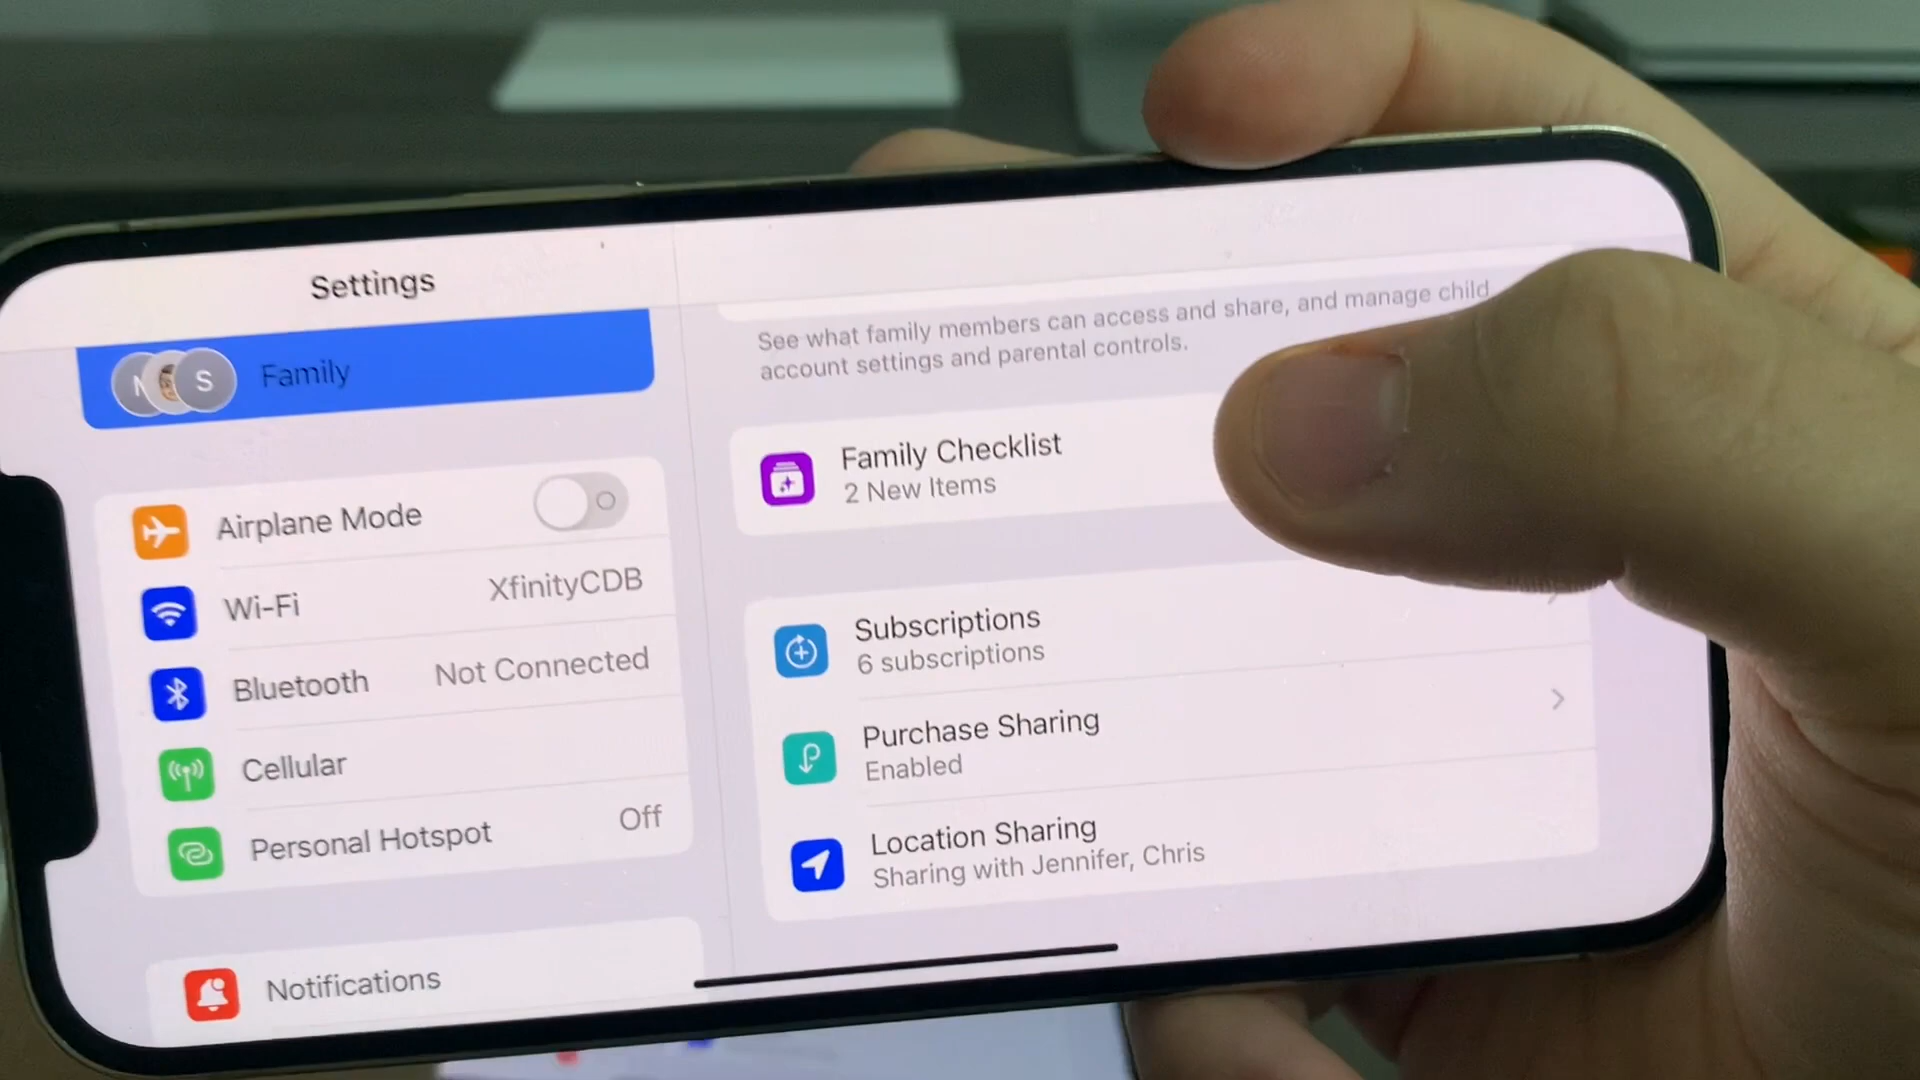 Settings
S
Family
Airplane Mode
Wi-Fi
XfinityCDB
Bluetooth
Not Connected
Cellular
Personal Hotspot
Off
Notifications
See what family members can access and share, and manage child
account settings and parental controls.
Family Checklist
2 New Items
Subscriptions
6 subscriptions
Purchase Sharing
Enabled
Location Sharing
Sharing with Jennifer, Chris